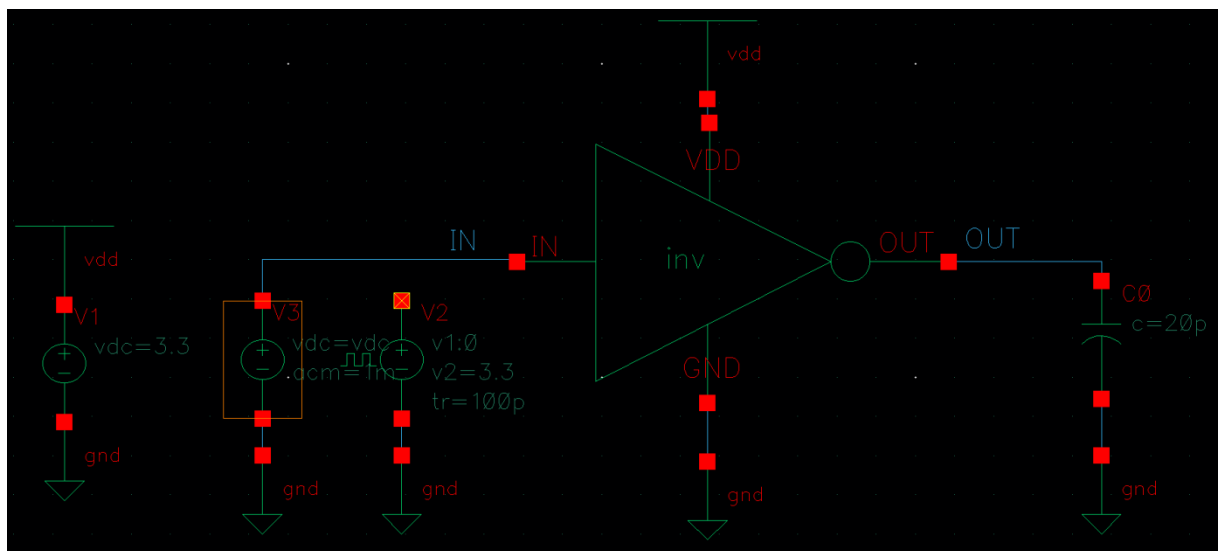 vdd
V1
vdc=3.3
gnd
IN
V3
vdc=vdc
acm=1m
gnd
V2
v1:0
v2=3.3
tr=100p
gnd
vdd
VDD
IN
inv
GND
gnd
OUT
OUT
C0
c=20p
gnd